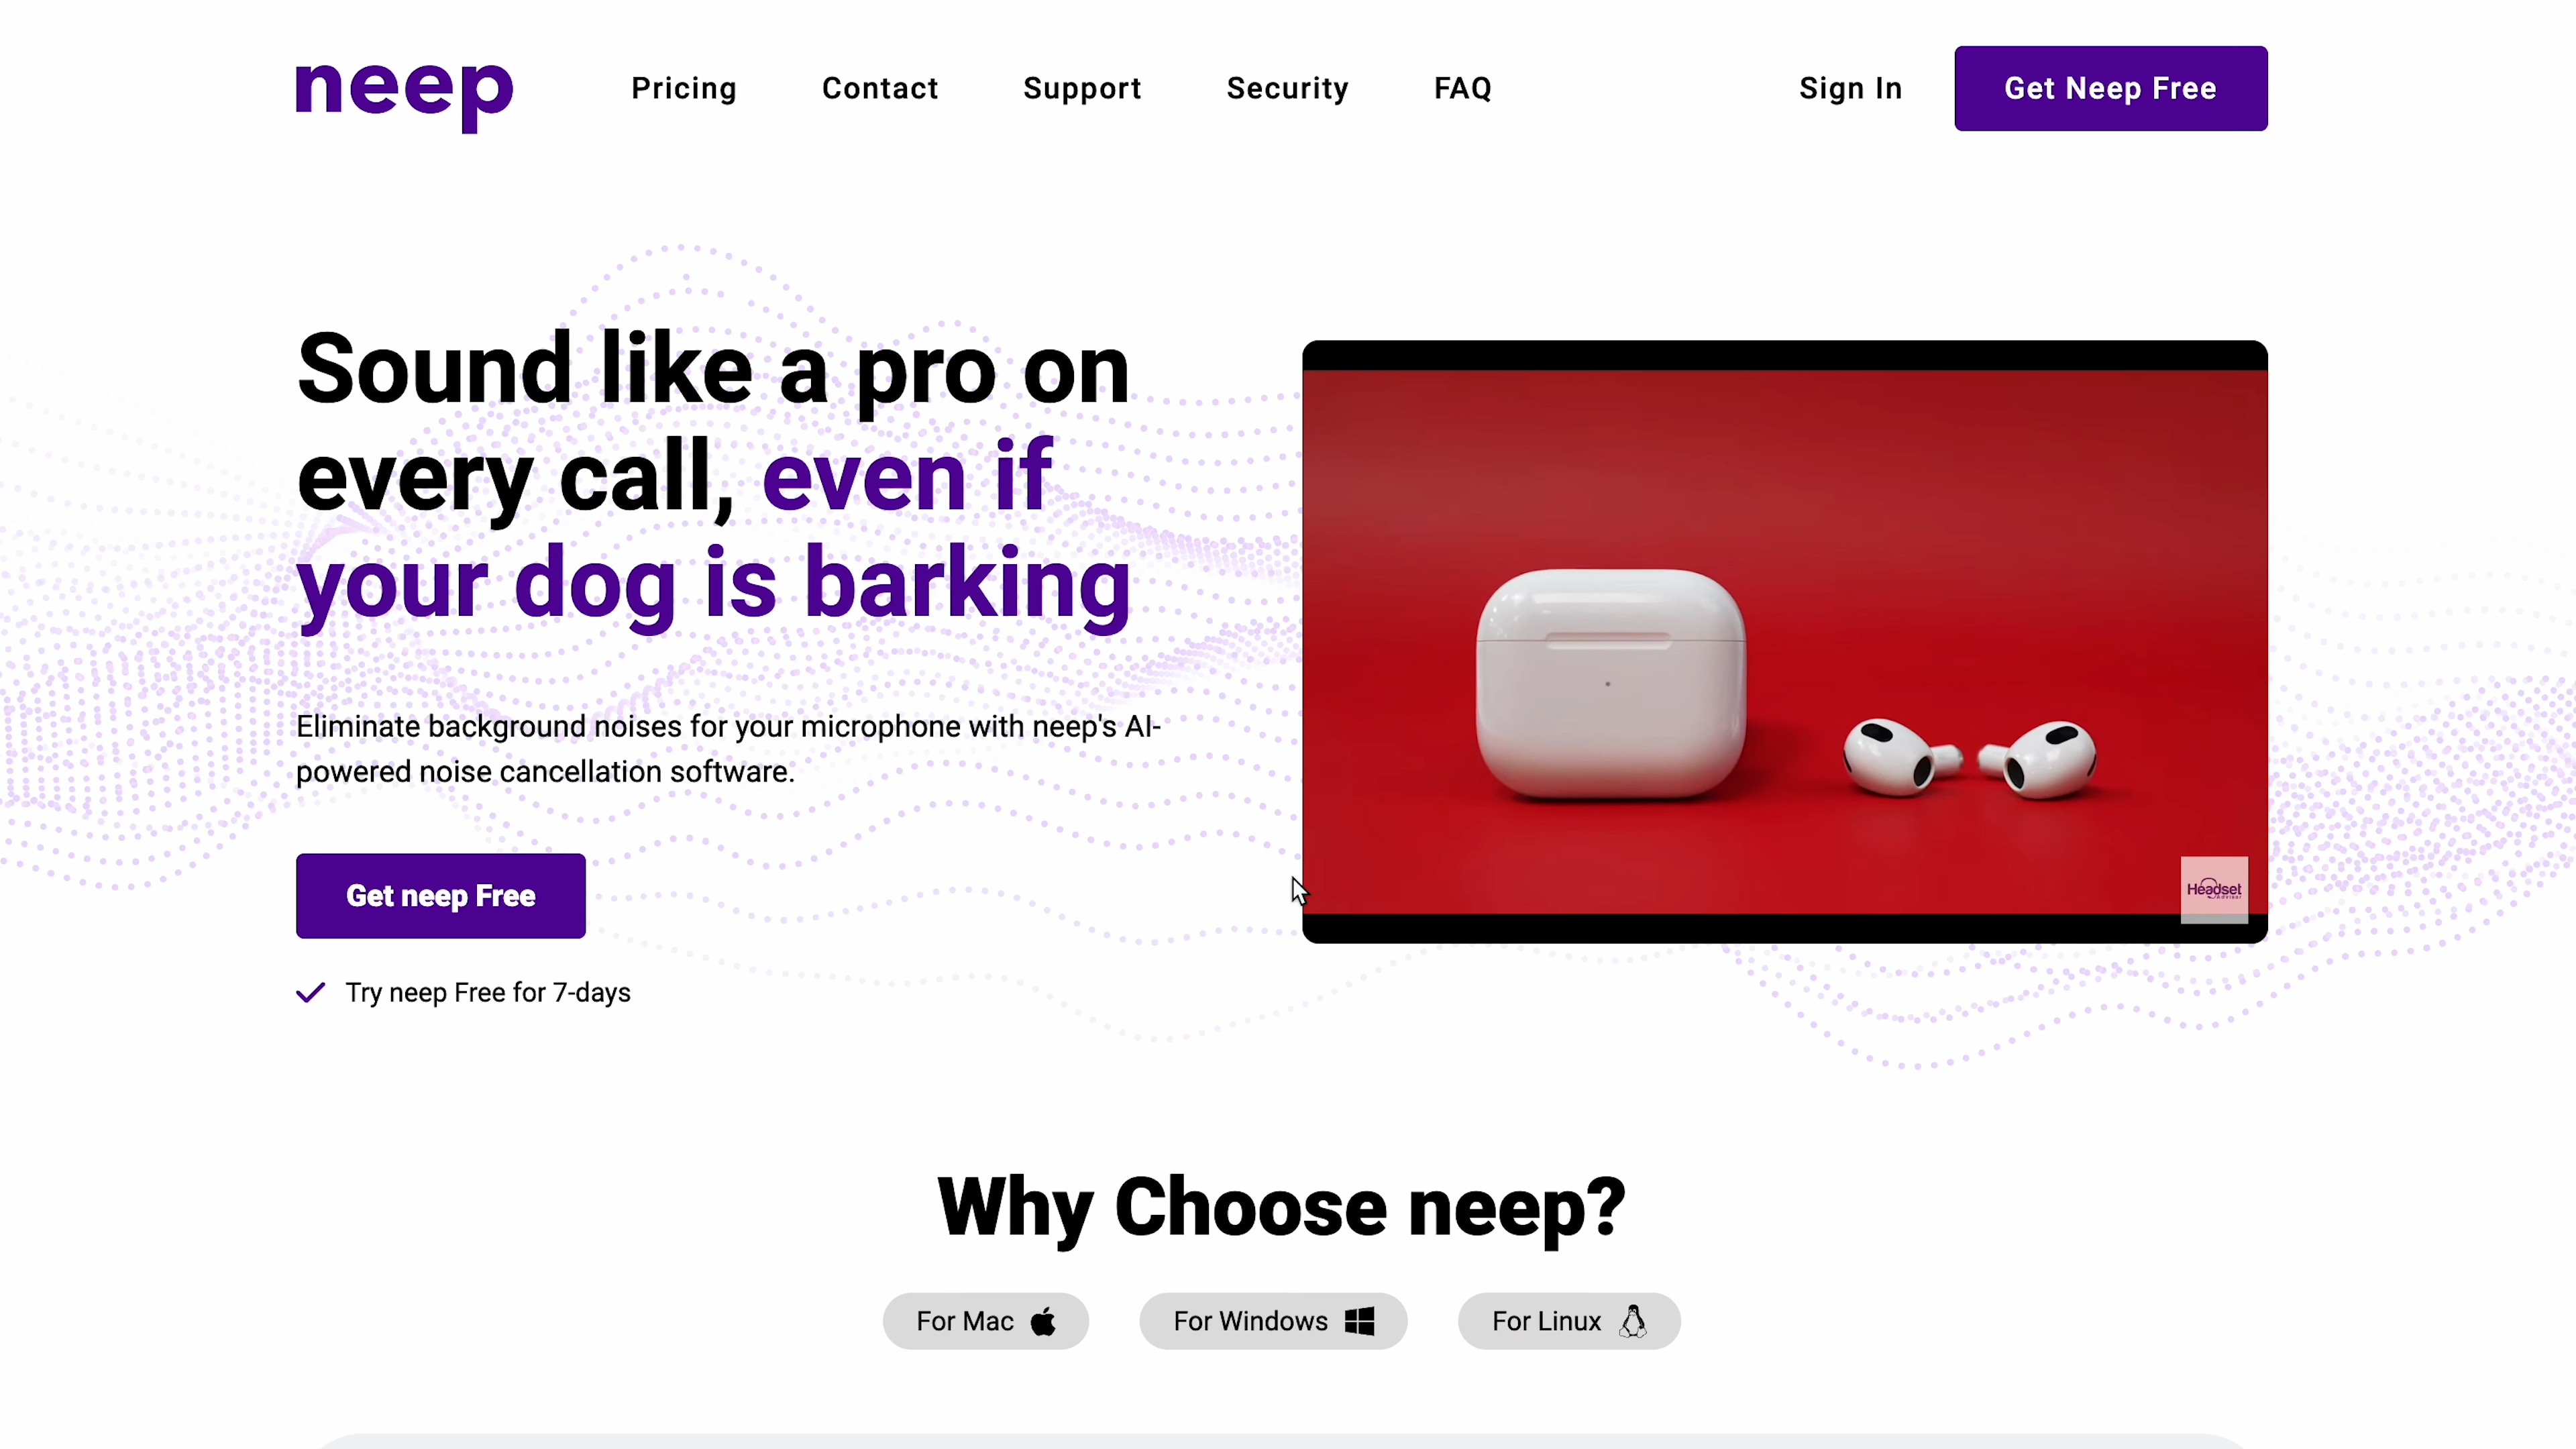 neep
Pricing
Contact
Support
Security
FAQ
Sign In
Get Neep Free
Sound like a pro on
every call, even if
your dog is barking
Eliminate background noises for your microphone with neep's AI-
powered noise cancellation software.
Get neep Free
Try neep Free for 7-days
Headset
Why Choose neep?
For Mac
For Windows
For Linux